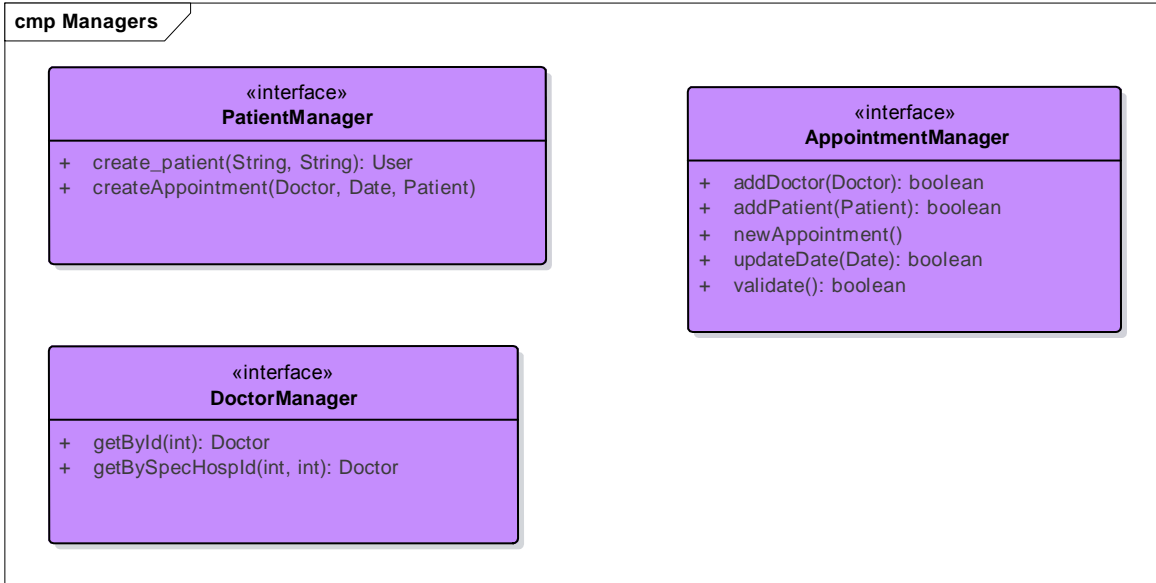 cmp Managers
«interface»
PatientManager
+ create_patient(String, String): User
+ createAppointment(Doctor, Date, Patient)
«interface»
AppointmentManager
+ addDoctor(Doctor): boolean
+ addPatient(Patient): boolean
+ newAppointment()
+ updateDate(Date): boolean
+ validate(): boolean
«interface»
DoctorManager
+ getById(int): Doctor
+ getBySpecHospId(int, int): Doctor